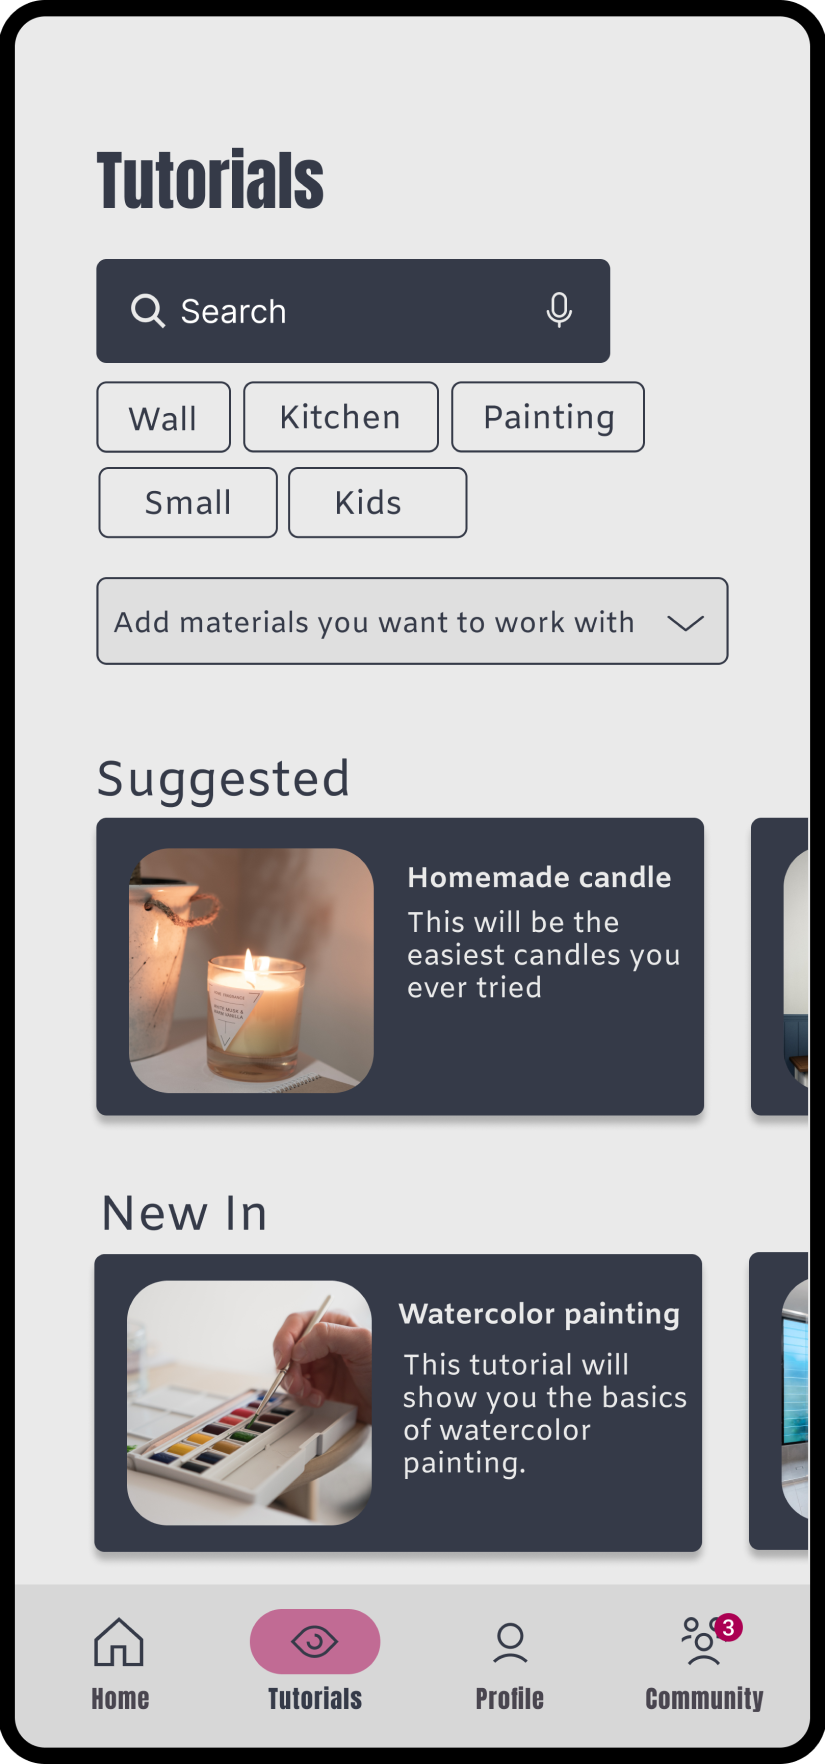 Tutorials
Search
Wall
Kitchen
Painting
Small
Kids
Add materials you want to work with
Suggested
Homemade candle
This will be the
easiest candles you
ever tried
New In
Watercolor painting
This tutorial will
show you the basics
of watercolor
painting.
3
Home
Tutorials
Profile
Community